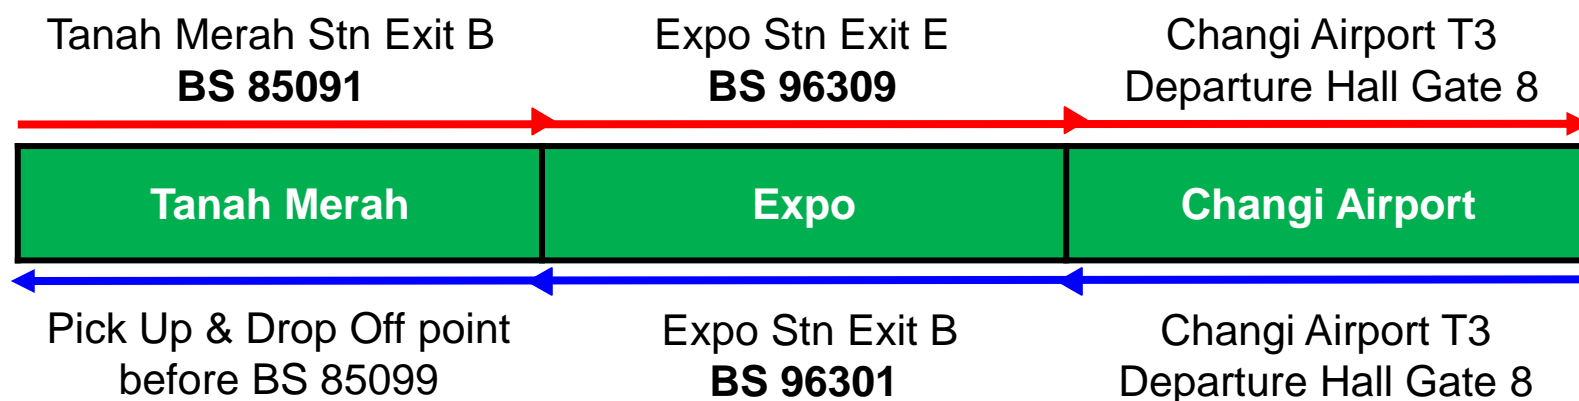 Tanah Merah Stn Exit B
BS 85091
Expo Stn Exit E
BS 96309
Changi Airport T3
Departure Hall Gate 8
Tanah Merah
Expo
Changi Airport
Pick Up & Drop Off point
before BS 85099
Expo Stn Exit B
BS 96301
Changi Airport T3
Departure Hall Gate 8